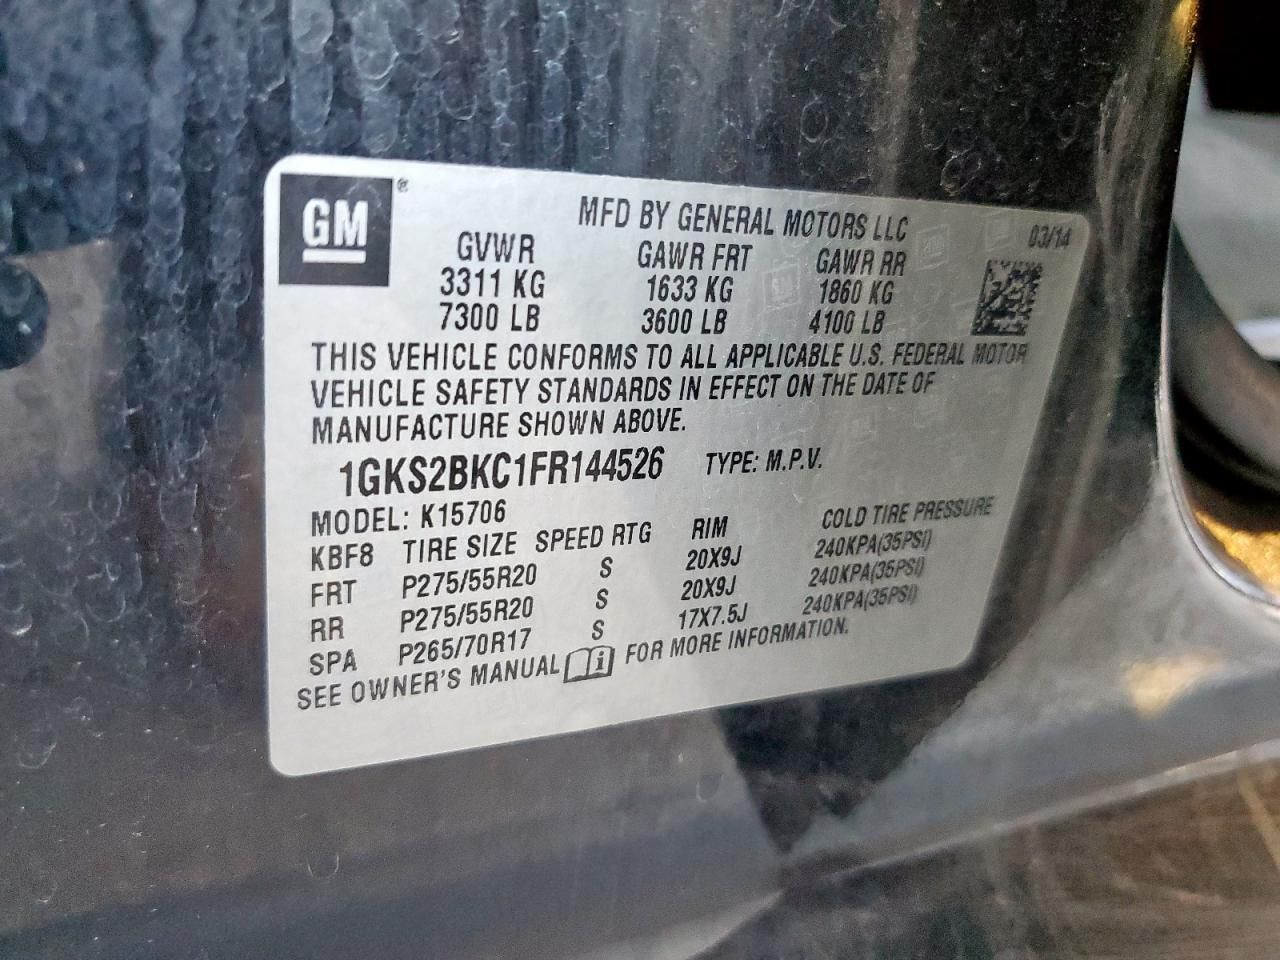 GM ®
MFD BY GENERAL MOTORS LLC 03/14
GVWR GAWR FRT GAWR RR
3311 KG 1633 KG 1860 KG
7300 LB 3600 LB 4100 LB
THIS VEHICLE CONFORMS TO ALL APPLICABLE U.S. FEDERAL MOTOR
VEHICLE SAFETY STANDARDS IN EFFECT ON THE DATE OF
MANUFACTURE SHOWN ABOVE.
1GKS2BKC1FR144526 TYPE: M.P.V.
MODEL: K15706
KBF8 TIRE SIZE SPEED RTG RIM COLD TIRE PRESSURE
FRT P275/55R20 S 20X9J 240KPA(35PSI)
RR P275/55R20 S 20X9J 240KPA(35PSI)
SPA P265/70R17 S 17X7.5J 240KPA(35PSI)
SEE OWNER'S MANUAL FOR MORE INFORMATION.